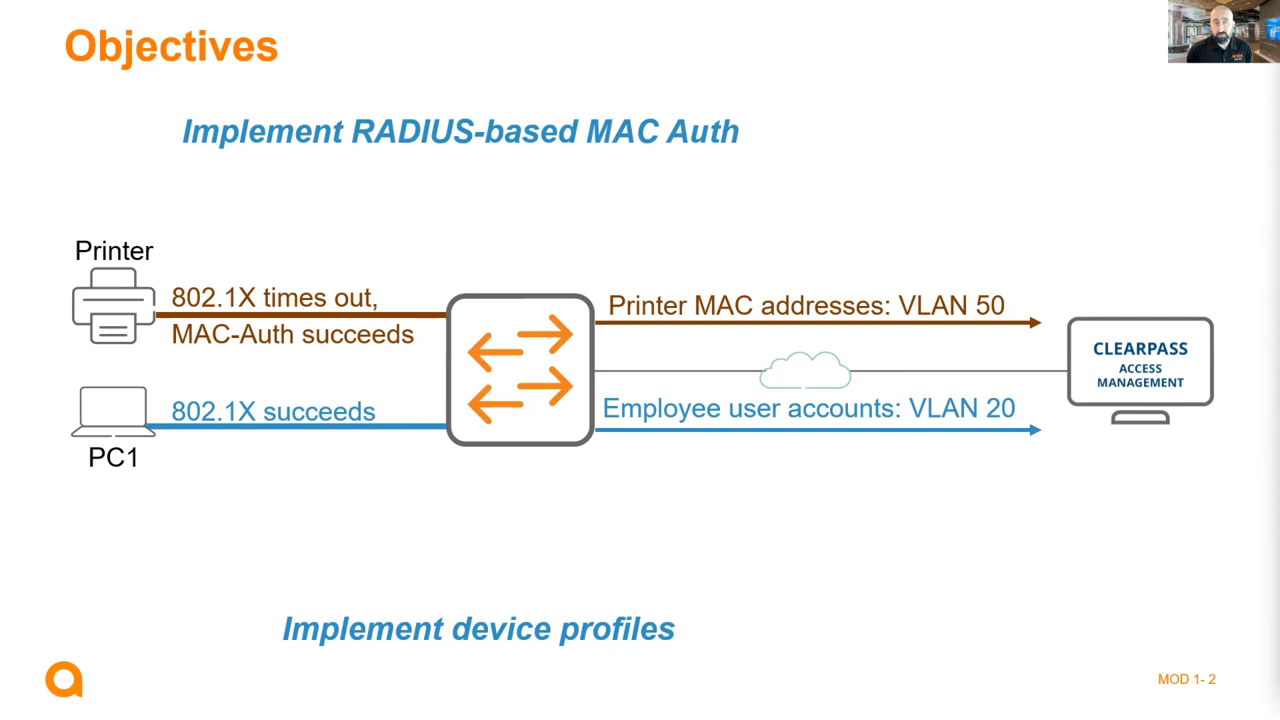 Objectives
Implement RADIUS-based MAC Auth
Printer
802.1X times out,
MAC-Auth succeeds
Printer MAC addresses: VLAN 50
CLEARPASS
ACCESS
MANAGEMENT
802.1X succeeds
Employee user accounts: VLAN 20
PC1
Implement device profiles
MOD 1- 2